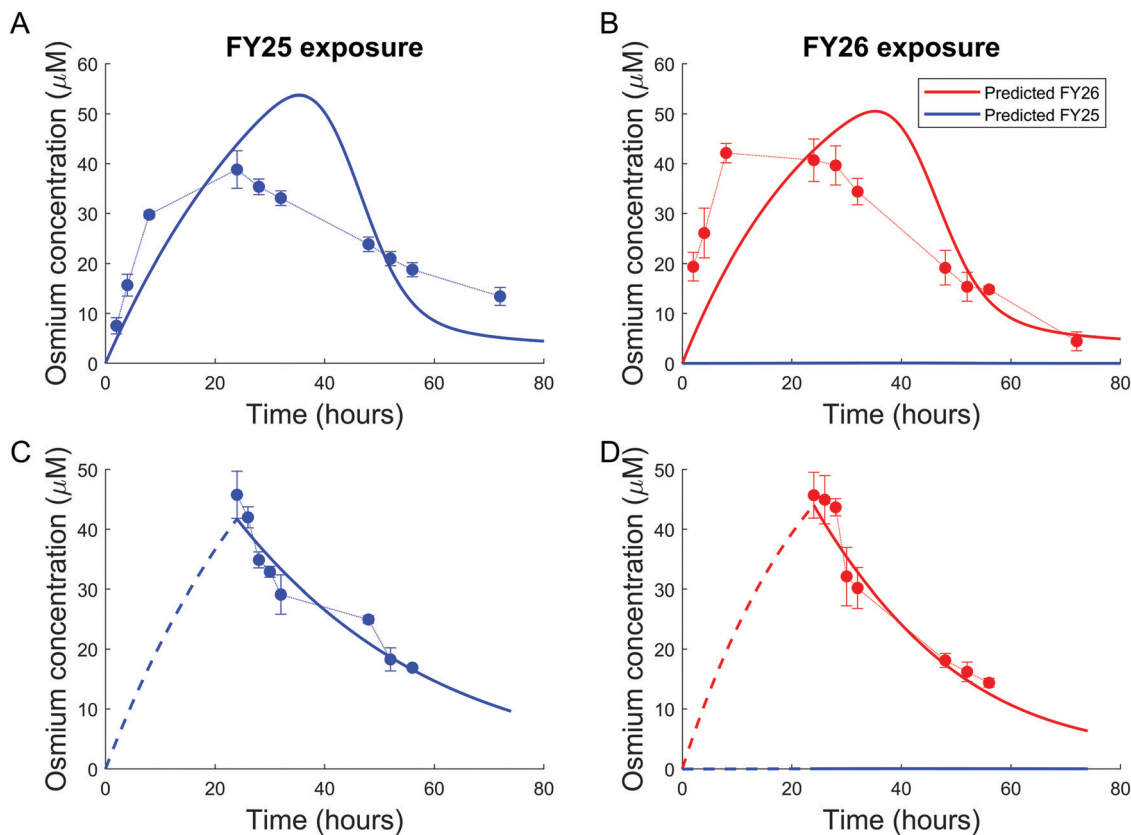 A
FY25 exposure
Osmium concentration (μM)
60
50
40
30
20
10
0
0 20 40 60 80
Time (hours)
B
FY26 exposure
Predicted FY26
Predicted FY25
Osmium concentration (μM)
60
50
40
30
20
10
0
0 20 40 60 80
Time (hours)
C
Osmium concentration (μM)
50
40
30
20
10
0
0 20 40 60 80
Time (hours)
D
Osmium concentration (μM)
50
40
30
20
10
0
0 20 40 60 80
Time (hours)